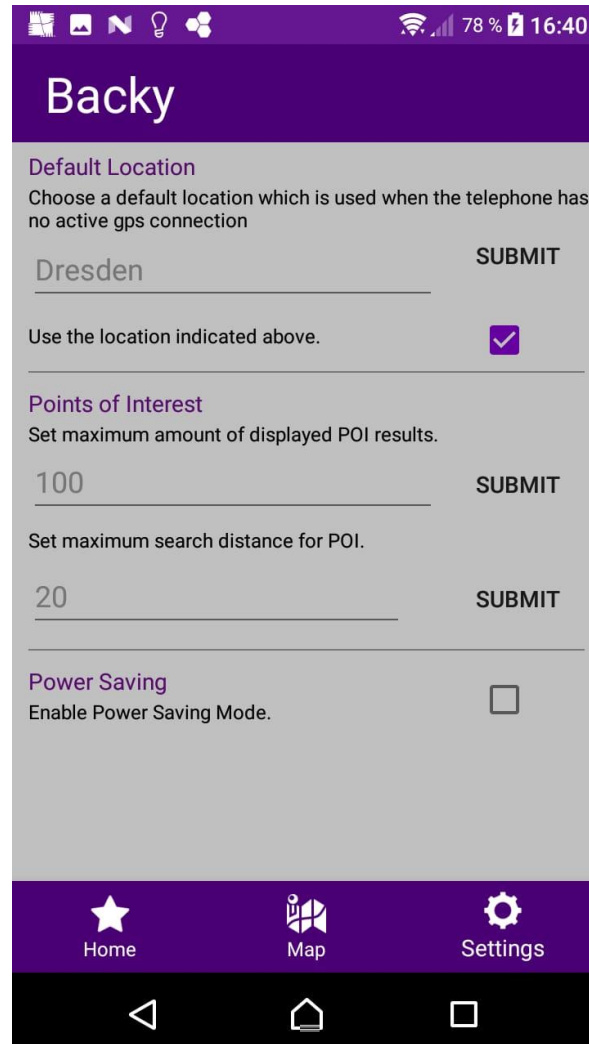 78 % 16:40
Backy
Default Location
Choose a default location which is used when the telephone has
no active gps connection
Dresden
SUBMIT
Use the location indicated above.
Points of Interest
Set maximum amount of displayed POI results.
100
SUBMIT
Set maximum search distance for POI.
20
SUBMIT
Power Saving
Enable Power Saving Mode.
Home
Map
Settings